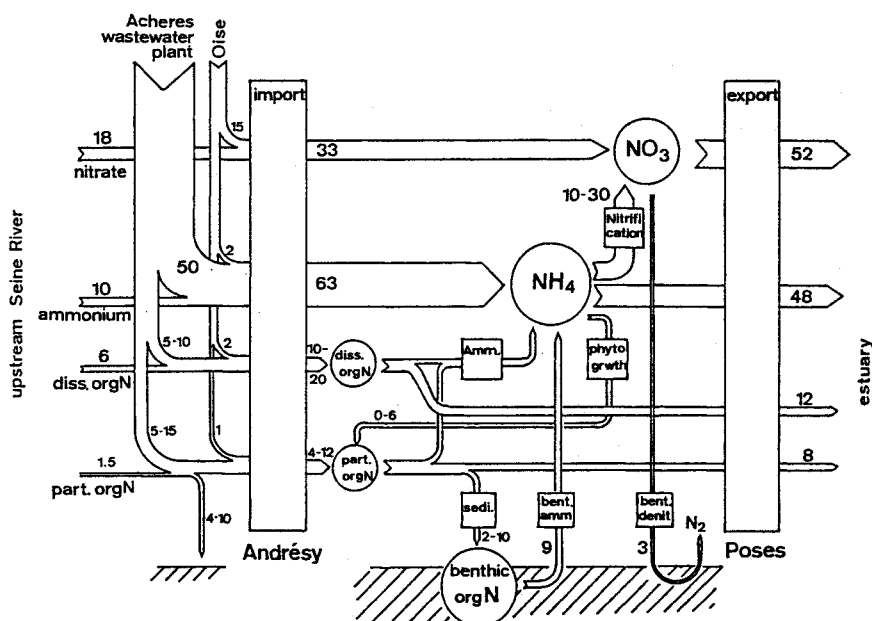 Acheres
wastewater
plant
Oise
import
export
15
18
33
NO3
52
nitrate
10-30
Nitrifi
cation
2
50
10
63
NH4
48
ammonium
5-10
2
6
10-
20
diss.
orgN
Amm.
phyto
grwth
diss. orgN
0-6
12
1
5-15
1.5
4-12
part.
orgN
8
part. orgN
4-10
sedi.
bent.
amm
bent.
denit
2-10
9
3
N2
Andrésy
Poses
benthic
orgN
upstream Seine River
estuary